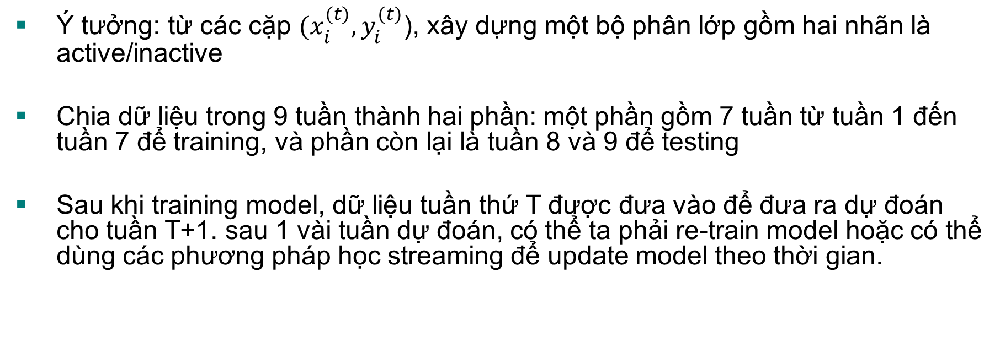 ▪ Ý tưởng: từ các cặp (x_i^(t), y_i^(t)), xây dựng một bộ phân lớp gồm hai nhãn là
active/inactive
▪ Chia dữ liệu trong 9 tuần thành hai phần: một phần gồm 7 tuần từ tuần 1 đến
tuần 7 để training, và phần còn lại là tuần 8 và 9 để testing
▪ Sau khi training model, dữ liệu tuần thứ T được đưa vào để đưa ra dự đoán
cho tuần T+1. sau 1 vài tuần dự đoán, có thể ta phải re-train model hoặc có thể
dùng các phương pháp học streaming để update model theo thời gian.